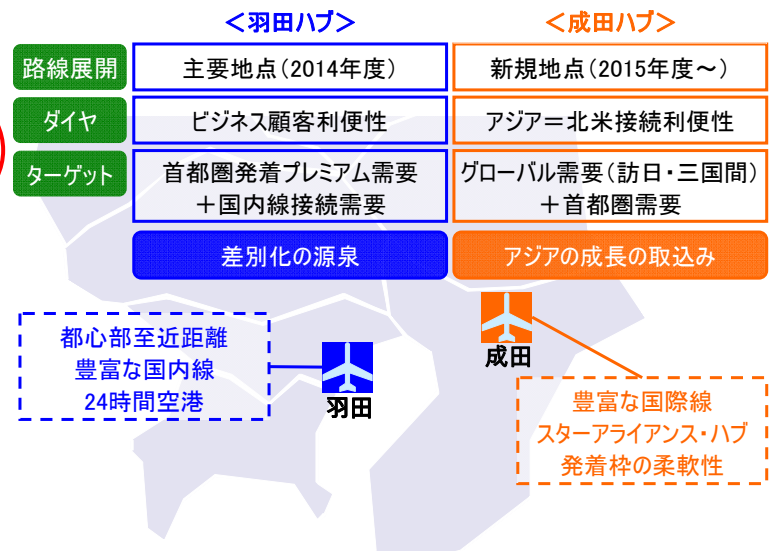 ＜羽田ハブ＞ ＜成田ハブ＞
路線展開 主要地点（2014年度） 新規地点（2015年度～）
ダイヤ ビジネス顧客利便性 アジア＝北米接続利便性
ターゲット 首都圏発着プレミアム需要 グローバル需要（訪日・三国間）
＋国内線接続需要 ＋首都圏需要
差別化の源泉 アジアの成長の取込み
都心部至近距離
豊富な国内線
24時間空港
羽田
成田
豊富な国際線
スターアライアンス・ハブ
発着枠の柔軟性